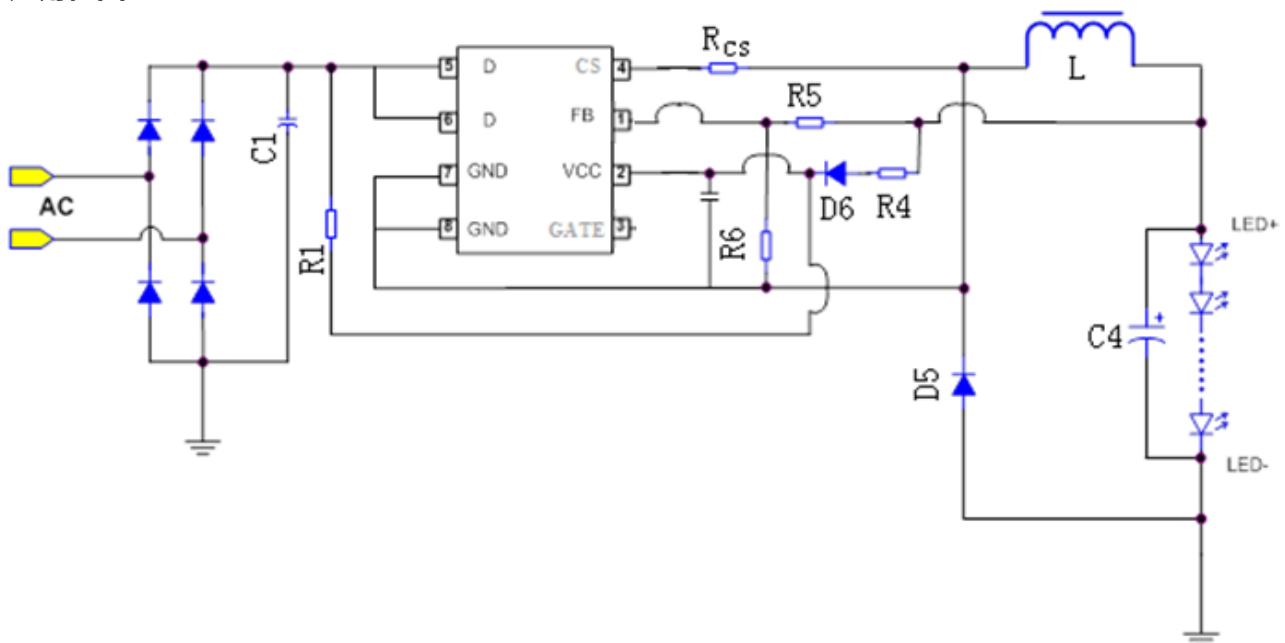 R_CS
L
5 D CS 4
R5
6 D FB 1
C1
7 GND VCC 2
AC
D6 R4
8 GND GATE 3
R1
R6
LED+
C4
+
D5
LED-